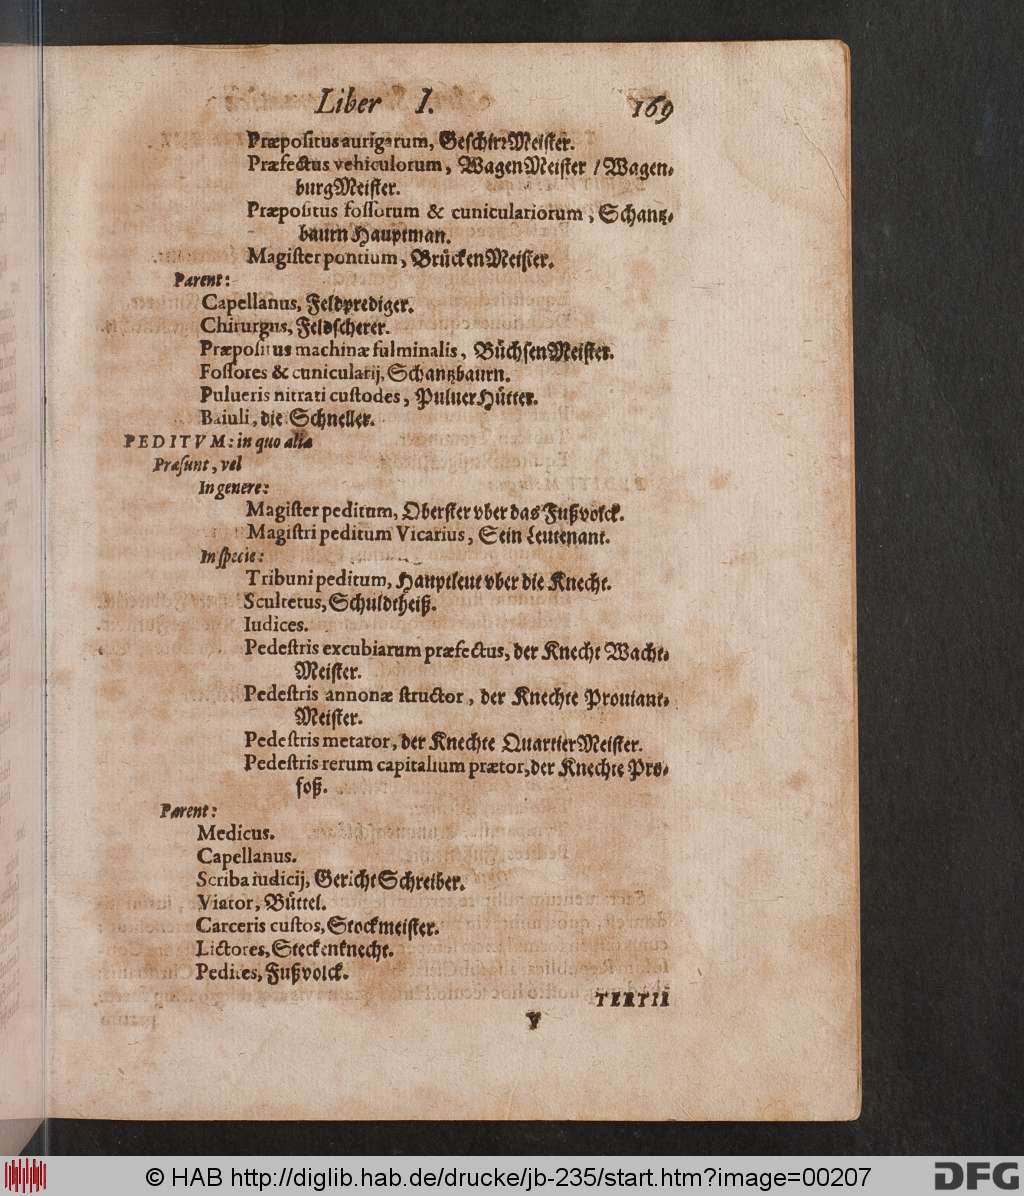 Liber I. 169
Præpositus aurigarum, GeschirrMeister.
Præfectus vehiculorum, WagenMeister / Wagen-
burgMeister.
Præpositus fossorum & cuniculariorum, Schantz-
baurn Hauptman.
Magister pontium, BrückenMeister.
Parent:
Capellanus, Feldprediger.
Chirurgus, Feldscherer.
Præpositus machinæ fulminalis, BüchsenMeister.
Fossores & cunicularij, Schantzbaurn.
Pulueris nitrati custodes, PuluerHütter.
Baiuli, die Schneller.
PEDITVM: in quo alia
Præsunt, vel
In genere:
Magister peditum, Oberster vber das Fußvolck.
Magistri peditum Vicarius, Sein Leutenant.
In specie:
Tribuni peditum, Hauptleut vber die Knecht.
Scultetus, Schuldtheiß.
Iudices.
Pedestris excubiarum præfectus, der Knecht Wacht-
Meister.
Pedestris annonæ structor, der Knechte Prouiant-
Meister.
Pedestris metator, der Knechte QuartierMeister.
Pedestris rerum capitalium prætor, der Knechte Pro-
foß.
Parent:
Medicus.
Capellanus.
Scriba iudicij, GerichtSchreiber.
Viator, Büttel.
Carceris custos, Stockmeister.
Lictores, Steckenknecht.
Pedites, Fußvolck.
TERTII
Y
© HAB http://diglib.hab.de/drucke/jb-235/start.htm?image=00207
DFG